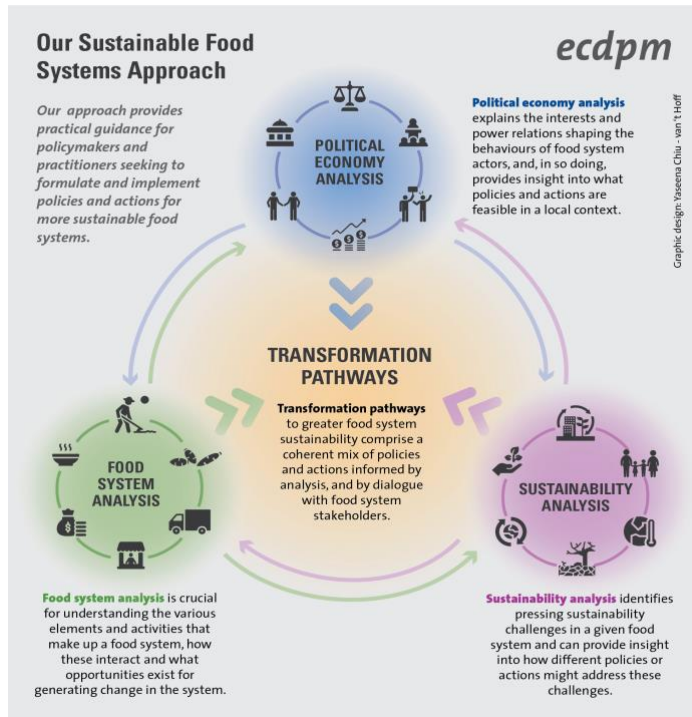 Our Sustainable Food
Systems Approach
ecdpm
Our approach provides
practical guidance for
policymakers and
practitioners seeking to
formulate and implement
policies and actions for
more sustainable food
systems.
POLITICAL
ECONOMY
ANALYSIS
Political economy analysis
explains the interests and
power relations shaping the
behaviours of food system
actors, and, in so doing,
provides insight into what
policies and actions are
feasible in a local context.
Graphic design: Yaseena Chiu - van 't Hoff
TRANSFORMATION
PATHWAYS
Transformation pathways
to greater food system
sustainability comprise a
coherent mix of policies
and actions informed by
analysis, and by dialogue
with food system
stakeholders.
FOOD
SYSTEM
ANALYSIS
SUSTAINABILITY
ANALYSIS
Food system analysis is crucial
for understanding the various
elements and activities that
make up a food system, how
these interact and what
opportunities exist for
generating change in the system.
Sustainability analysis identifies
pressing sustainability
challenges in a given food
system and can provide insight
into how different policies or
actions might address these
challenges.